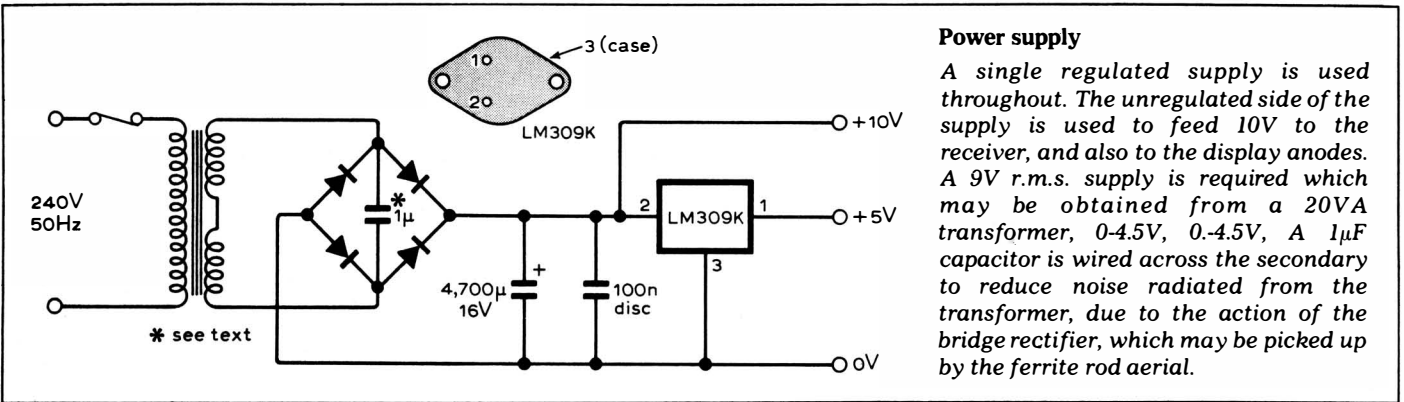 3 (case)
1
2
LM309K
240V
50Hz
* see text
*
1μ
4,700μ
16V
+
100n
disc
2
LM309K
1
3
+10V
+5V
0V
Power supply
A single regulated supply is used
throughout. The unregulated side of the
supply is used to feed 10V to the
receiver, and also to the display anodes.
A 9V r.m.s. supply is required which
may be obtained from a 20VA
transformer, 0-4.5V, 0.-4.5V, A 1μF
capacitor is wired across the secondary
to reduce noise radiated from the
transformer, due to the action of the
bridge rectifier, which may be picked up
by the ferrite rod aerial.